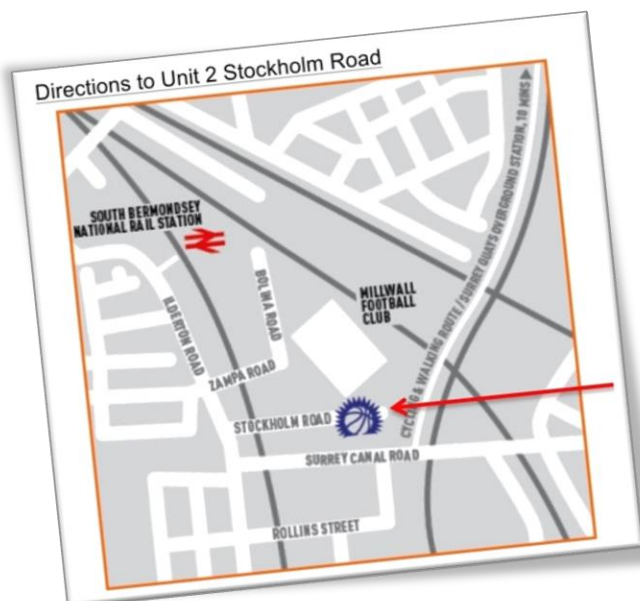 Directions to Unit 2 Stockholm Road
SOUTH BERMONDSEY
NATIONAL RAIL STATION
ILDERTON ROAD
BOLINA ROAD
ZAMPA ROAD
MILLWALL
FOOTBALL
CLUB
CYCLING & WALKING ROUTE / SURREY QUAYS OVERGROUND STATION, 10 MINS
STOCKHOLM ROAD
SURREY CANAL ROAD
ROLLINS STREET